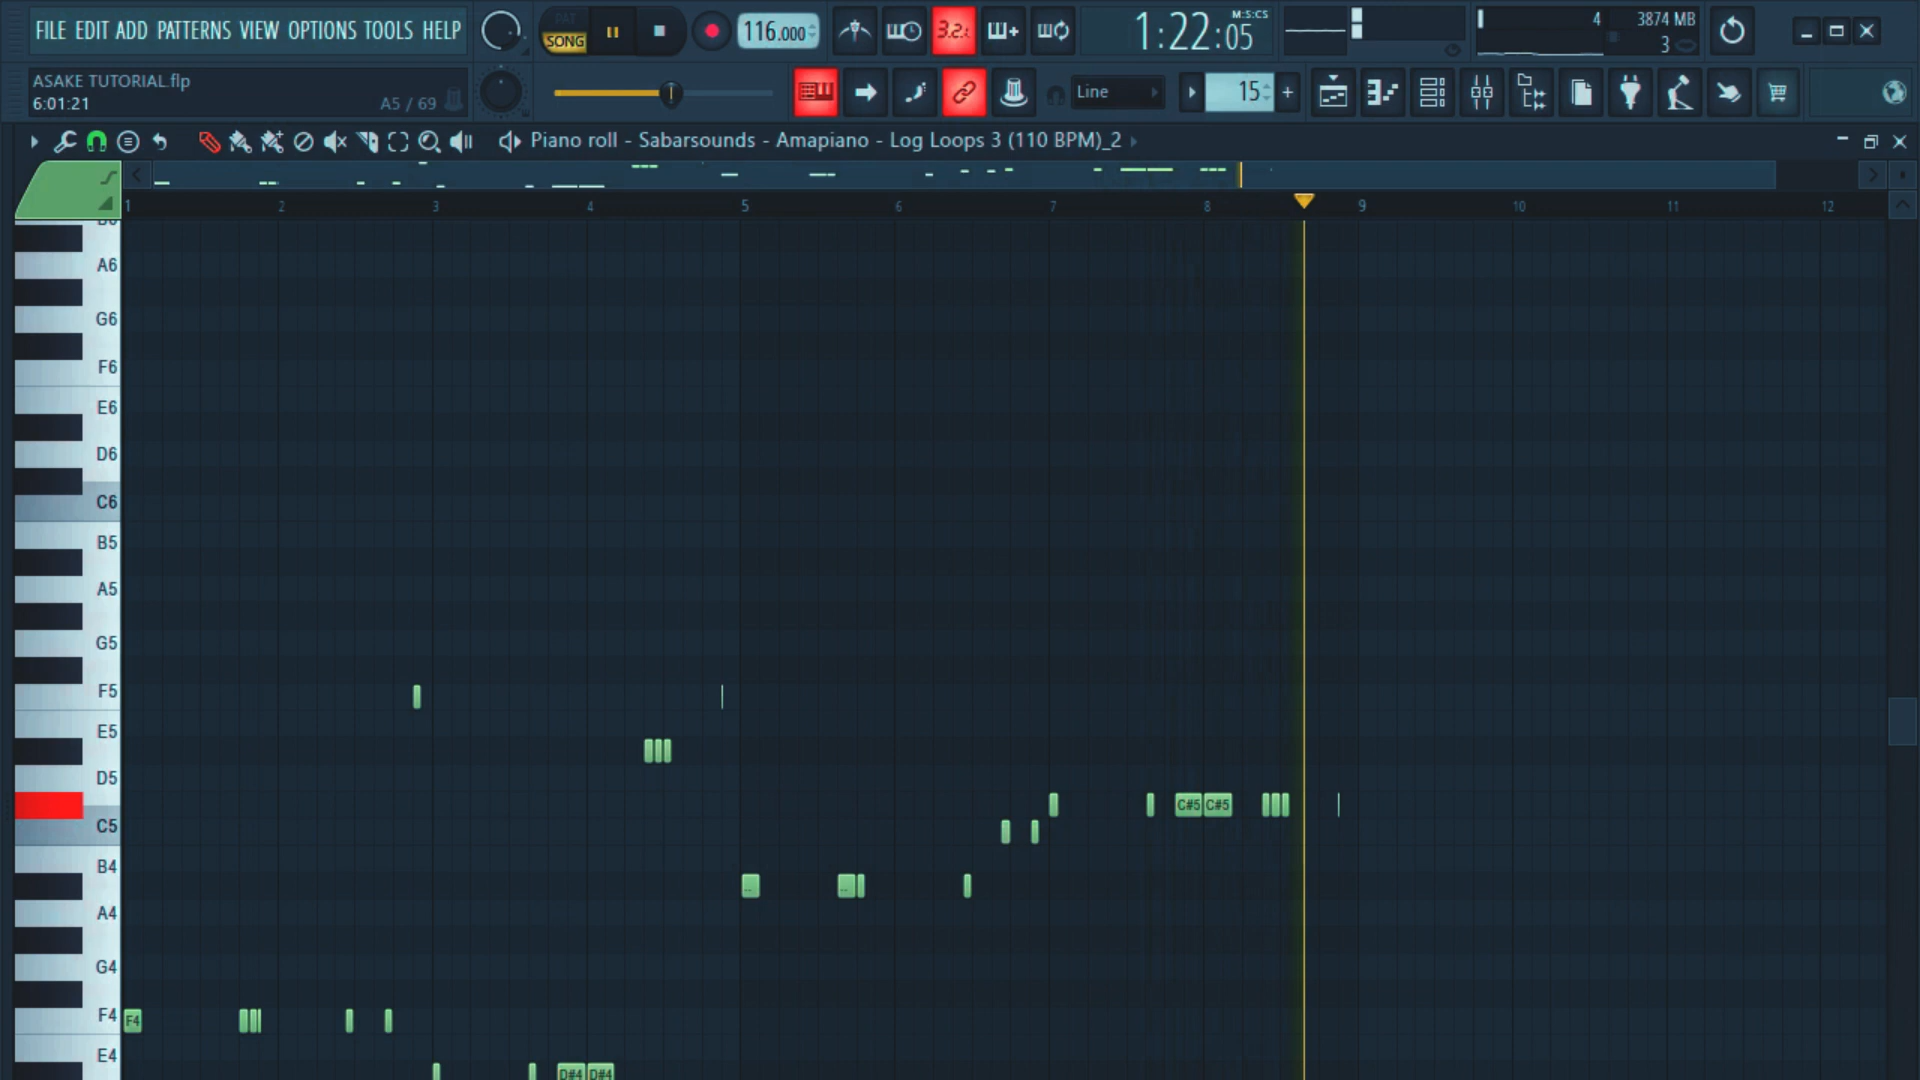 FILE EDIT ADD PATTERNS VIEW OPTIONS TOOLS HELP
PAT
SONG
116.000
3.2.:
1:22:05
M:S:CS
4
3874 MB
3
ASAKE TUTORIAL.flp
6:01:21
A5 / 69
Line
15
Piano roll - Sabarsounds - Amapiano - Log Loops 3 (110 BPM)_2
1 2 3 4 5 6 7 8 9 10 11 12
A6
G6
F6
E6
D6
C6
B5
A5
G5
F5
E5
D5
C#5 C#5
C5
B4
A4
G4
F4
F4
E4
D#4 D#4